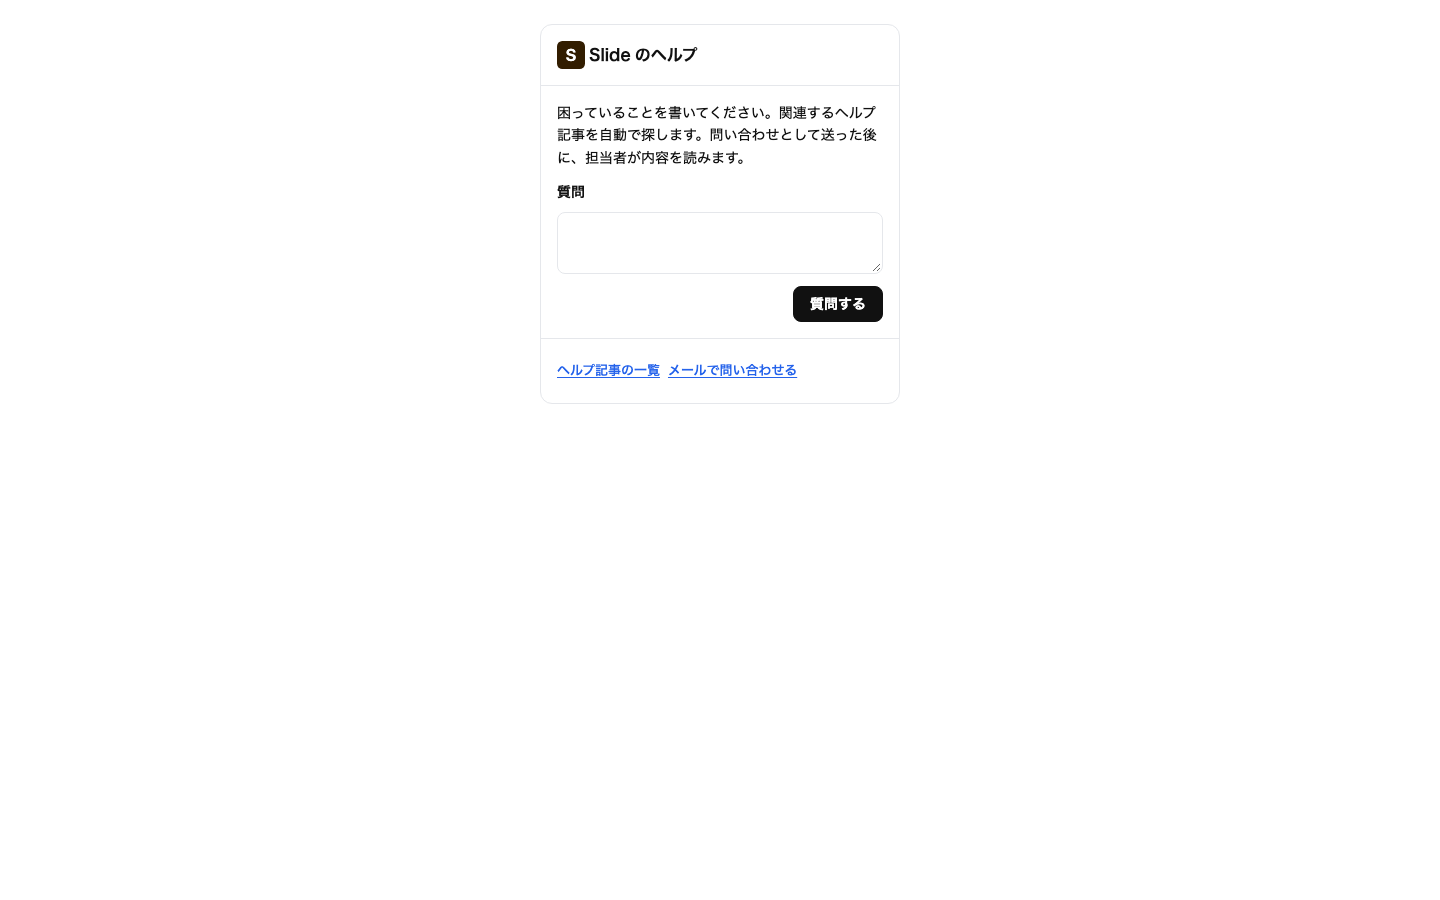 S Slide のヘルプ
困っていることを書いてください。関連するヘルプ
記事を自動で探します。問い合わせとして送った後
に、担当者が内容を読みます。
質問
質問する
ヘルプ記事の一覧 メールで問い合わせる